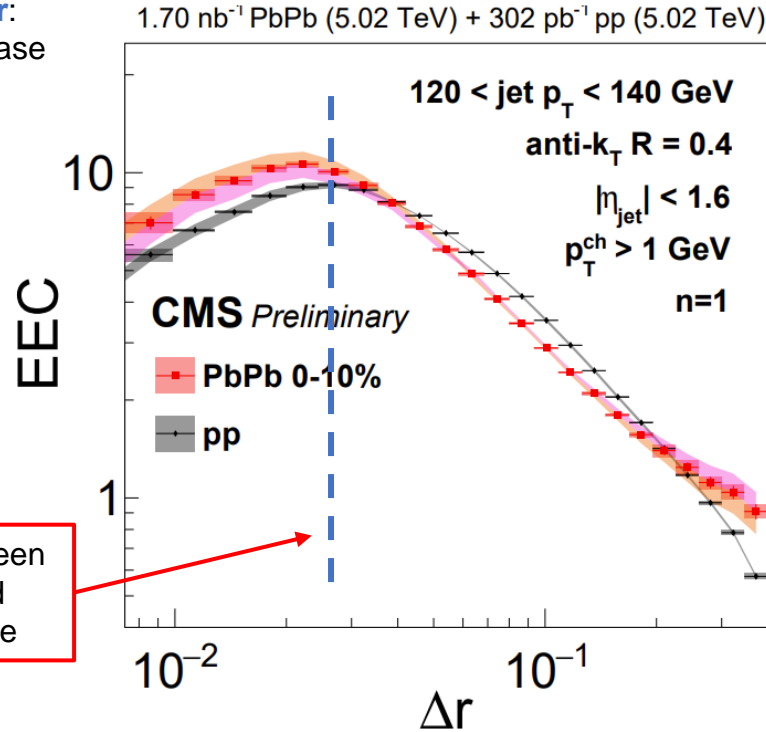 r:
ase
1.70 nb⁻¹ PbPb (5.02 TeV) + 302 pb⁻¹ pp (5.02 TeV)
120 < jet p_T < 140 GeV
anti-k_T R = 0.4
|η_jet| < 1.6
p_T^ch > 1 GeV
n=1
10
EEC
CMS Preliminary
PbPb 0-10%
pp
1
een
d
e
10⁻²
10⁻¹
Δr